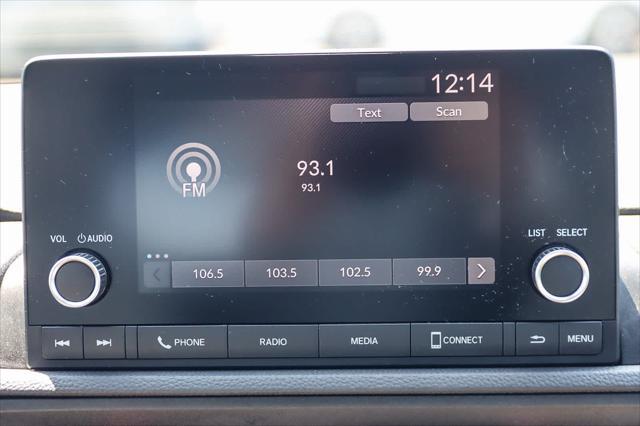 12:14
Text Scan
93.1
FM
93.1
VOL AUDIO
LIST SELECT
106.5 103.5 102.5 99.9
PHONE RADIO MEDIA CONNECT MENU